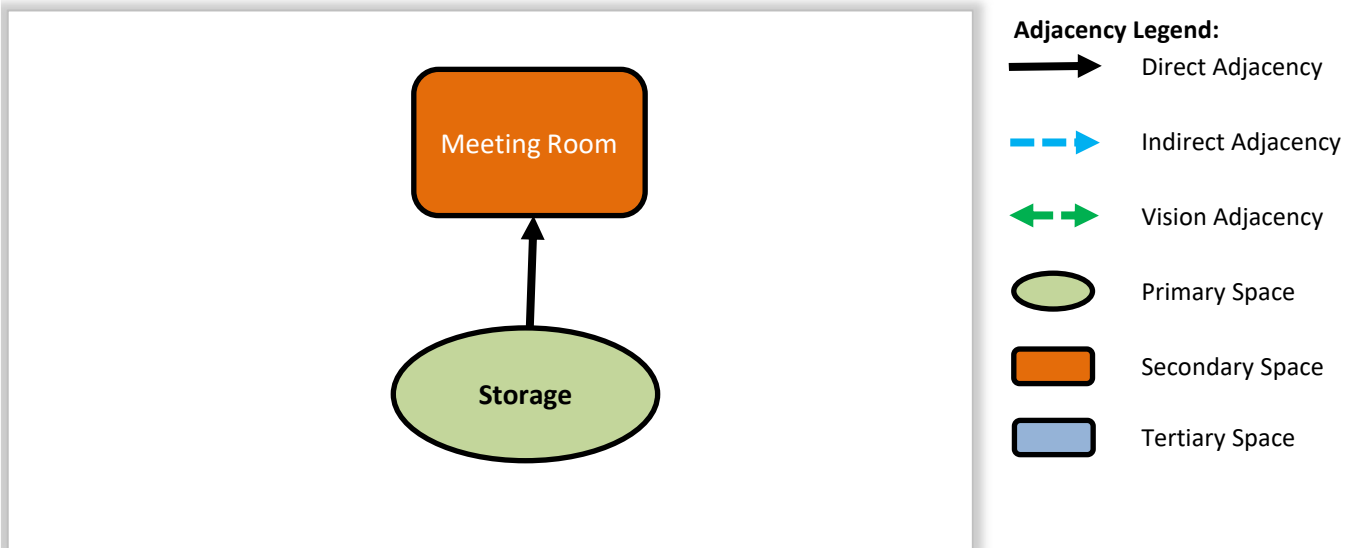 Meeting Room
Storage
Adjacency Legend:
Direct Adjacency
Indirect Adjacency
Vision Adjacency
Primary Space
Secondary Space
Tertiary Space